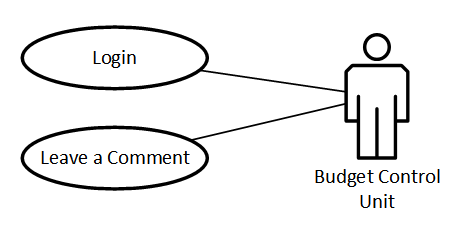 Login
Leave a Comment
Budget Control
Unit